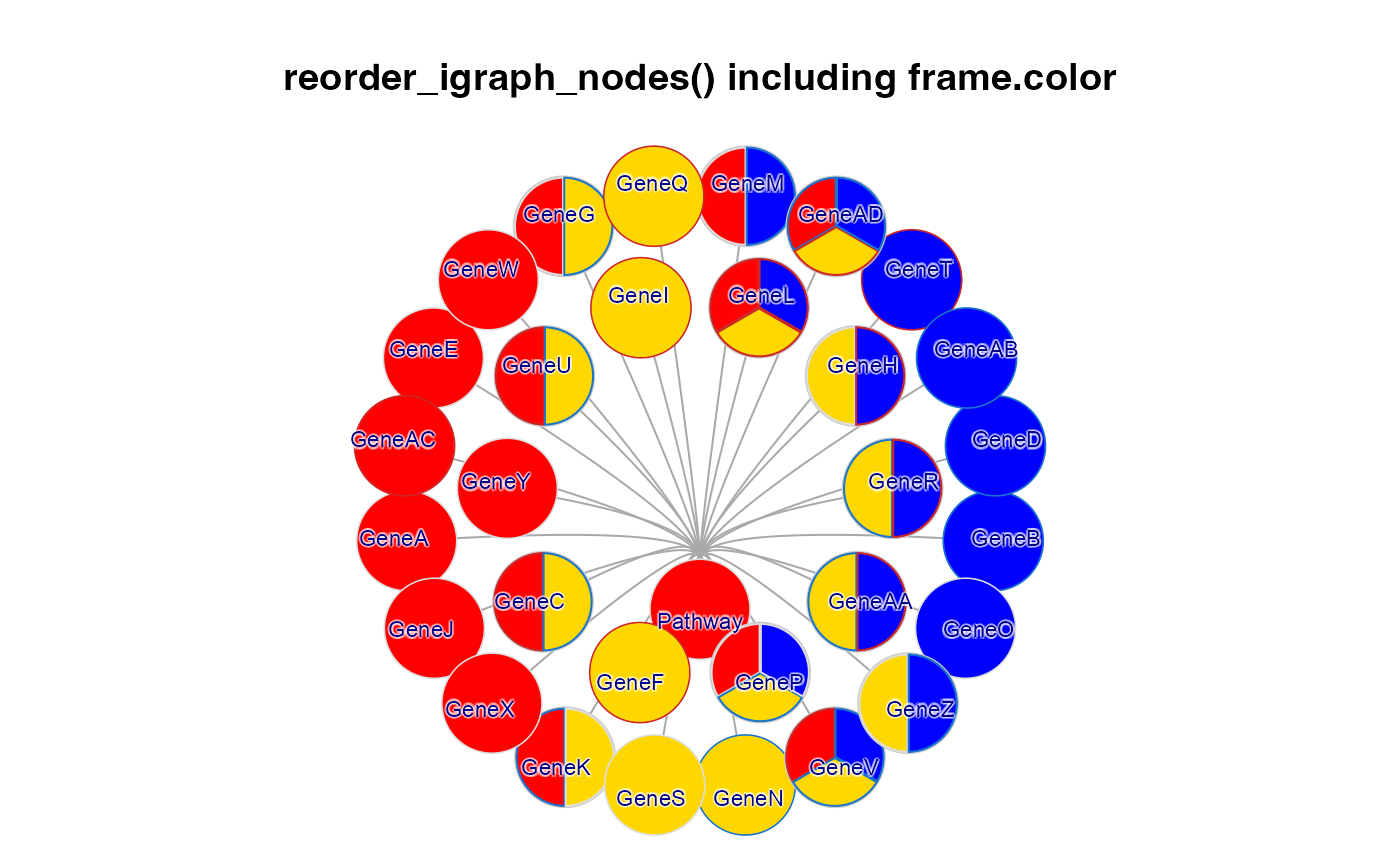 reorder_igraph_nodes() including frame.color
GeneQ
GeneM
GeneG
GeneAD
GeneW
GeneT
GeneI
GeneL
GeneE
GeneAB
GeneU
GeneH
GeneAC
GeneD
GeneY
GeneR
GeneA
GeneB
GeneC
GeneAA
Pathway
GeneJ
GeneO
GeneF
GeneP
GeneX
GeneZ
GeneK
GeneV
GeneS
GeneN